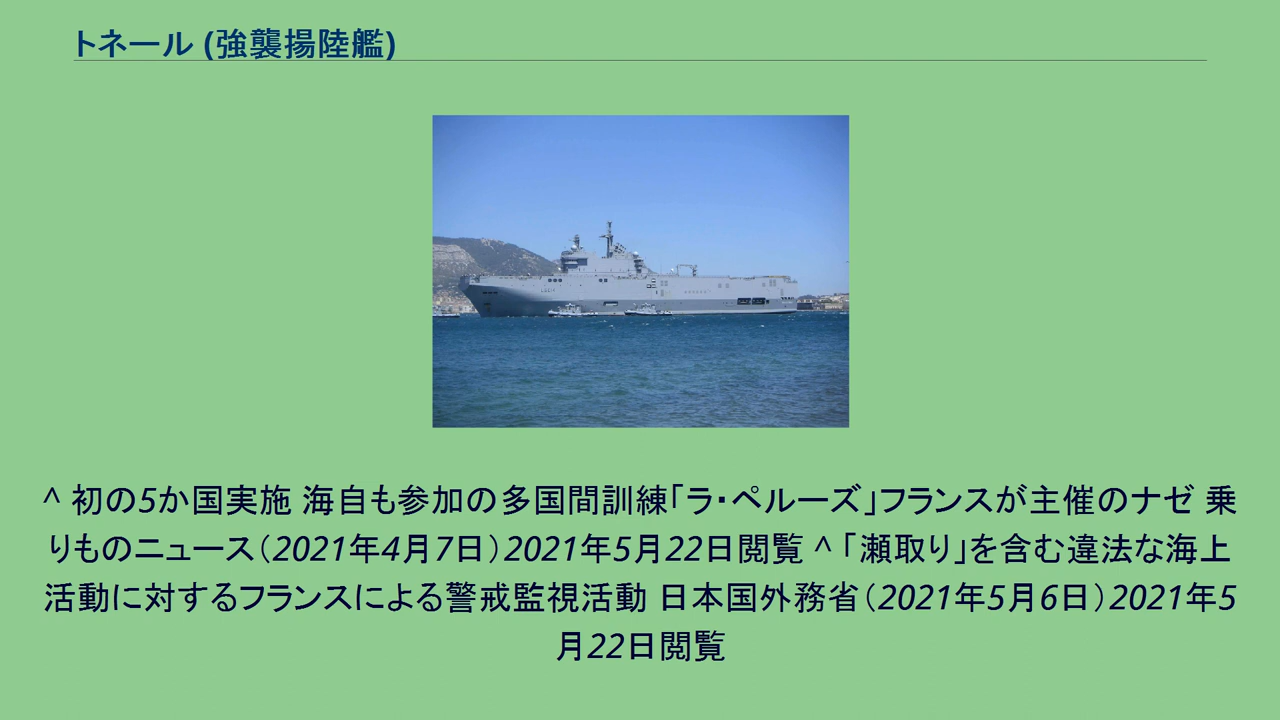 トネール (強襲揚陸艦)
^ 初の5か国実施 海自も参加の多国間訓練「ラ・ペルーズ」フランスが主催のナゼ 乗
りものニュース（2021年4月7日）2021年5月22日閲覧 ^ 「瀬取り」を含む違法な海上
活動に対するフランスによる警戒監視活動 日本国外務省（2021年5月6日）2021年5
月22日閲覧